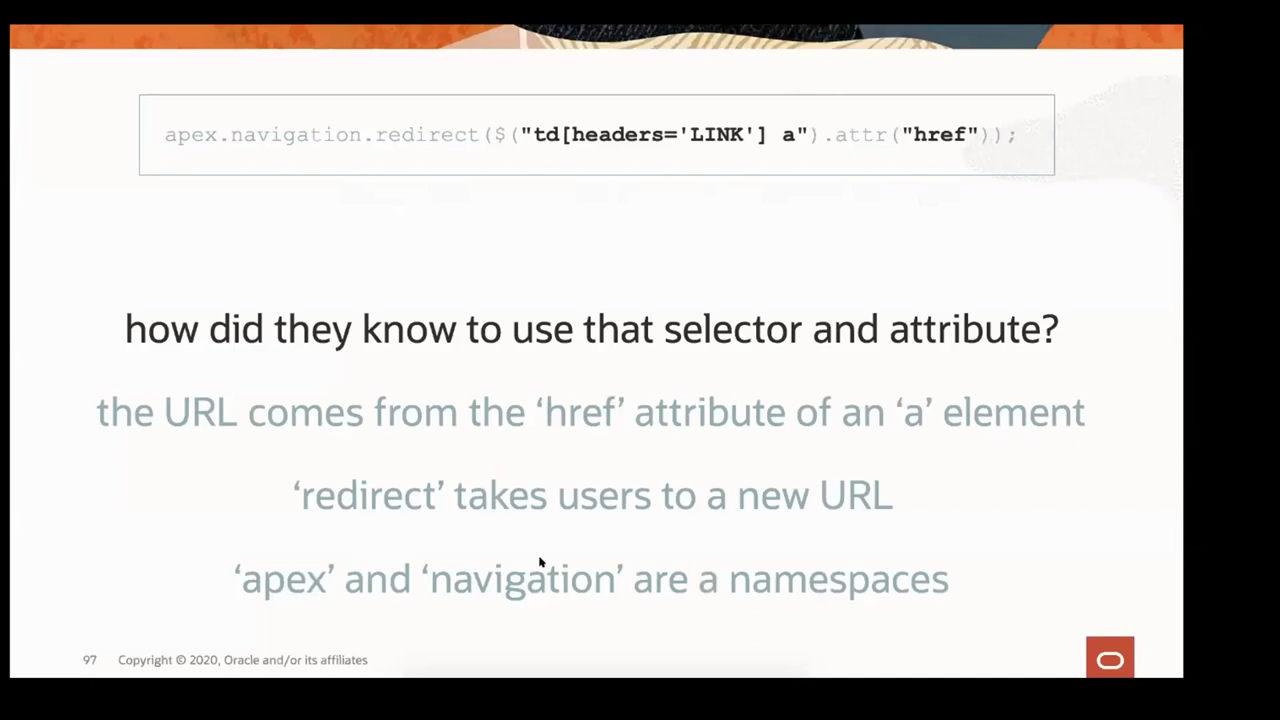 apex.navigation.redirect($("td[headers='LINK'] a").attr("href"));
how did they know to use that selector and attribute?
the URL comes from the ‘href’ attribute of an ‘a’ element
‘redirect’ takes users to a new URL
‘apex’ and ‘navigation’ are a namespaces
97 Copyright © 2020, Oracle and/or its affiliates